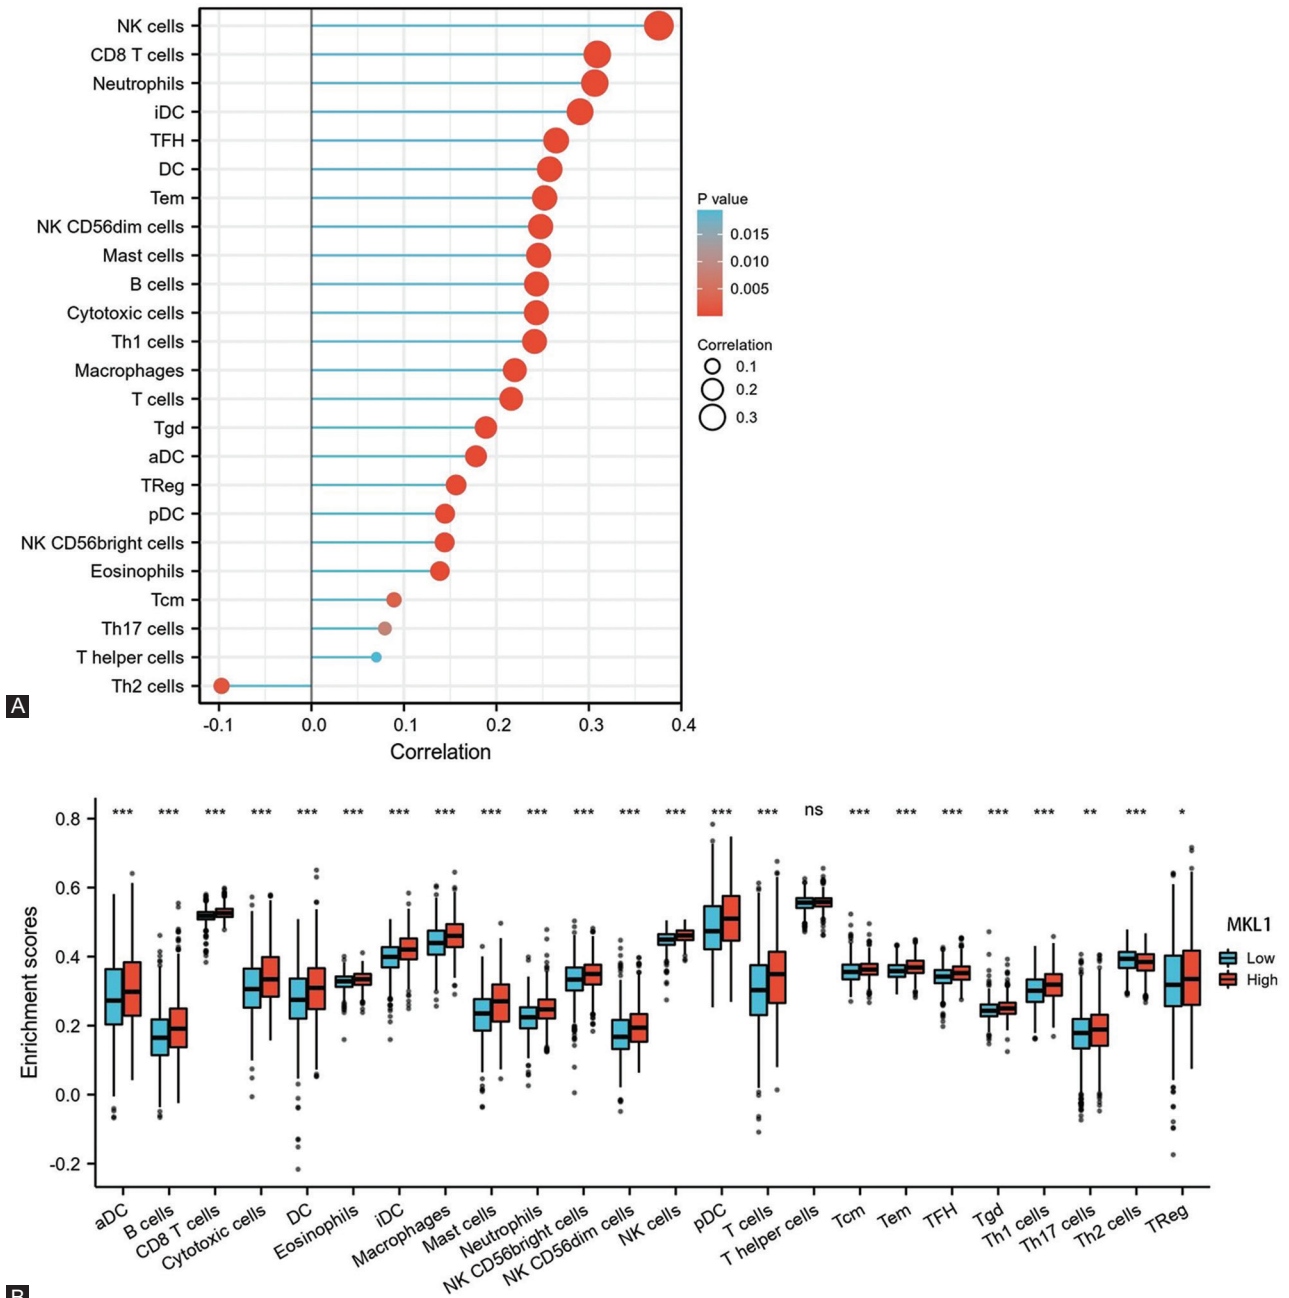 NK cells
CD8 T cells
Neutrophils
iDC
TFH
DC
Tem
NK CD56dim cells
Mast cells
B cells
Cytotoxic cells
Th1 cells
Macrophages
T cells
Tgd
aDC
TReg
pDC
NK CD56bright cells
Eosinophils
Tcm
Th17 cells
T helper cells
Th2 cells
-0.1 0.0 0.1 0.2 0.3 0.4
Correlation
P value
0.015
0.010
0.005
Correlation
0.1
0.2
0.3
A
*** *** *** *** *** *** *** *** *** *** *** *** *** *** *** ns *** *** *** *** *** ** *** *
0.8
0.6
0.4
0.2
0.0
-0.2
Enrichment scores
aDC
B cells
CD8 T cells
Cytotoxic cells
DC
Eosinophils
iDC
Macrophages
Mast cells
Neutrophils
NK CD56bright cells
NK CD56dim cells
NK cells
pDC
T cells
T helper cells
Tcm
Tem
TFH
Tgd
Th1 cells
Th17 cells
Th2 cells
TReg
MKL1
Low
High
B